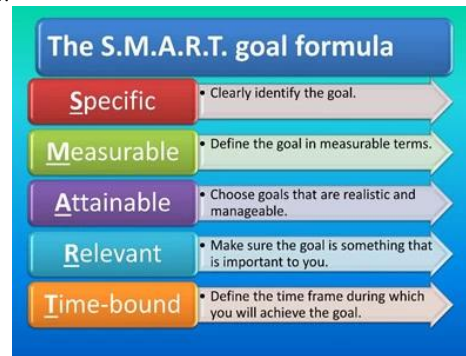 The S.M.A.R.T. goal formula
Specific
• Clearly identify the goal.
Measurable
• Define the goal in measurable terms.
Attainable
• Choose goals that are realistic and
manageable.
Relevant
• Make sure the goal is something that
is important to you.
Time-bound
• Define the time frame during which
you will achieve the goal.